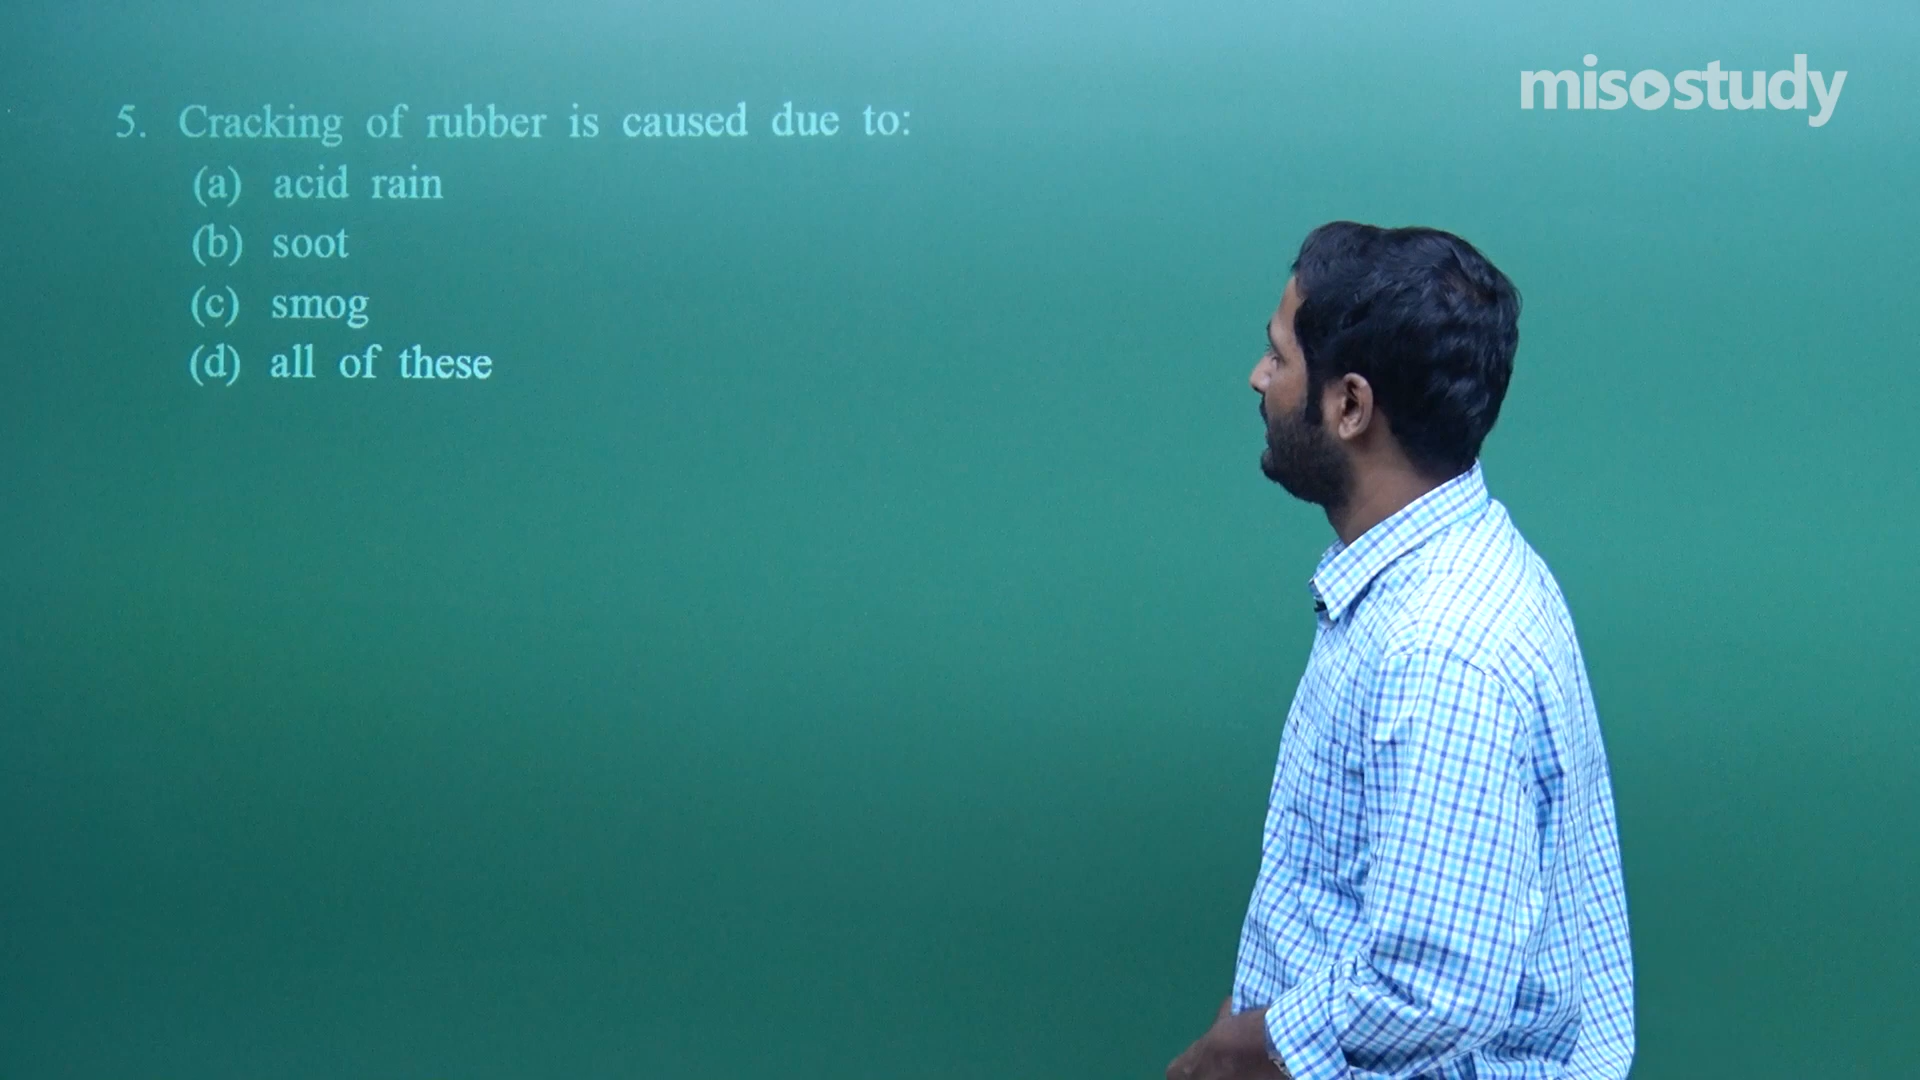 misostudy
5. Cracking of rubber is caused due to:
(a) acid rain
(b) soot
(c) smog
(d) all of these